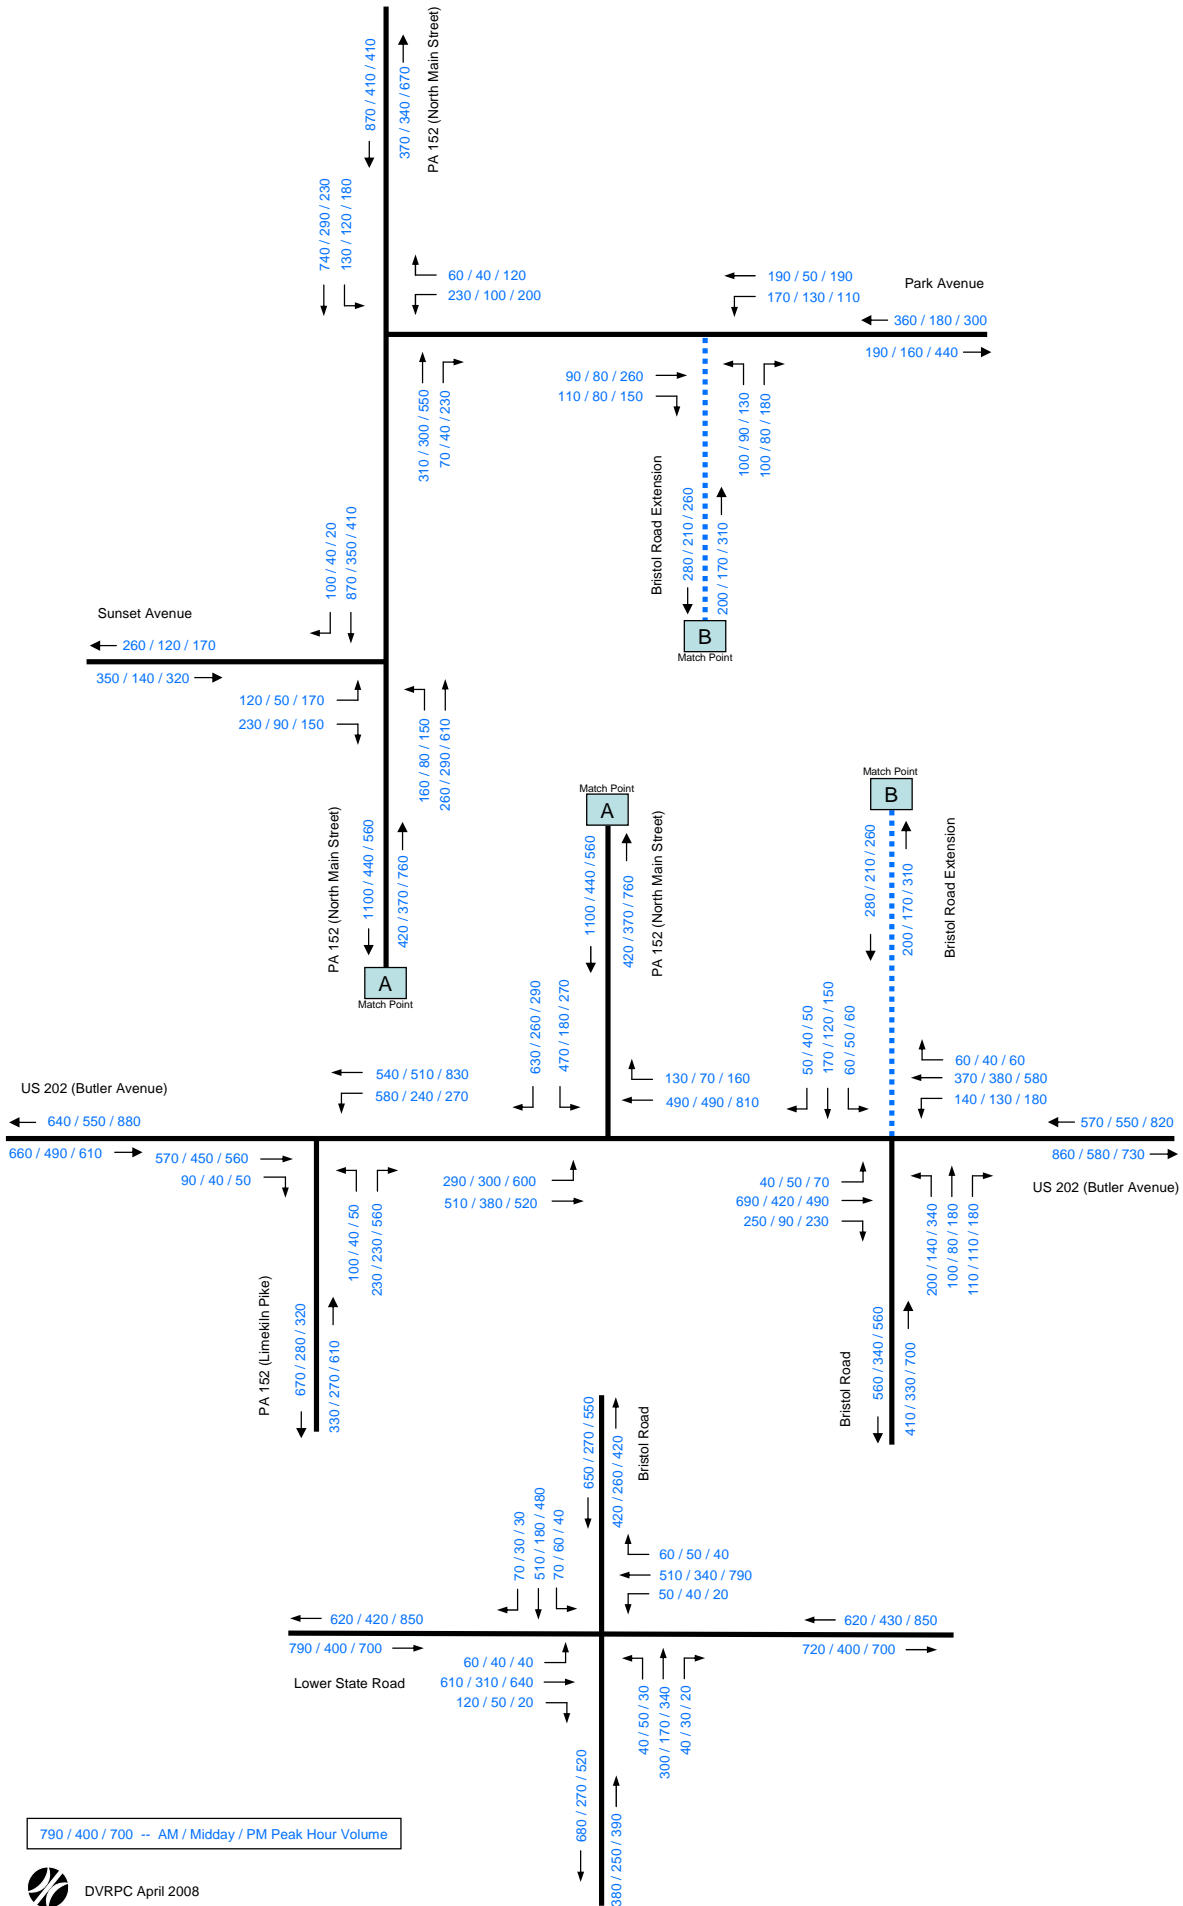 870 / 410 / 410
370 / 340 / 670
PA 152 (North Main Street)
740 / 290 / 230
130 / 120 / 180
60 / 40 / 120
230 / 100 / 200
190 / 50 / 190
170 / 130 / 110
Park Avenue
360 / 180 / 300
190 / 160 / 440
310 / 300 / 550
70 / 40 / 230
90 / 80 / 260
110 / 80 / 150
100 / 90 / 130
100 / 80 / 180
Bristol Road Extension
280 / 210 / 260
200 / 170 / 310
B
Match Point
100 / 40 / 20
870 / 350 / 410
Sunset Avenue
260 / 120 / 170
350 / 140 / 320
120 / 50 / 170
230 / 90 / 150
160 / 80 / 150
260 / 290 / 610
PA 152 (North Main Street)
1100 / 440 / 560
420 / 370 / 760
A
Match Point
Match Point
A
1100 / 440 / 560
420 / 370 / 760
PA 152 (North Main Street)
Match Point
B
280 / 210 / 260
200 / 170 / 310
Bristol Road Extension
630 / 260 / 290
470 / 180 / 270
50 / 40 / 50
170 / 120 / 150
60 / 50 / 60
US 202 (Butler Avenue)
540 / 510 / 830
580 / 240 / 270
130 / 70 / 160
490 / 490 / 810
60 / 40 / 60
370 / 380 / 580
140 / 130 / 180
640 / 550 / 880
570 / 550 / 820
660 / 490 / 610
570 / 450 / 560
90 / 40 / 50
290 / 300 / 600
510 / 380 / 520
40 / 50 / 70
690 / 420 / 490
250 / 90 / 230
860 / 580 / 730
US 202 (Butler Avenue)
100 / 40 / 50
230 / 230 / 560
200 / 140 / 340
100 / 80 / 180
110 / 110 / 180
PA 152 (Limekiln Pike)
670 / 280 / 320
330 / 270 / 610
Bristol Road
560 / 340 / 560
410 / 330 / 700
650 / 270 / 550
420 / 260 / 420
Bristol Road
70 / 30 / 30
510 / 180 / 480
70 / 60 / 40
60 / 50 / 40
510 / 340 / 790
50 / 40 / 20
620 / 420 / 850
620 / 430 / 850
790 / 400 / 700
720 / 400 / 700
Lower State Road
60 / 40 / 40
610 / 310 / 640
120 / 50 / 20
40 / 50 / 30
300 / 170 / 340
40 / 30 / 20
680 / 270 / 520
380 / 250 / 390
790 / 400 / 700 -- AM / Midday / PM Peak Hour Volume
DVRPC April 2008